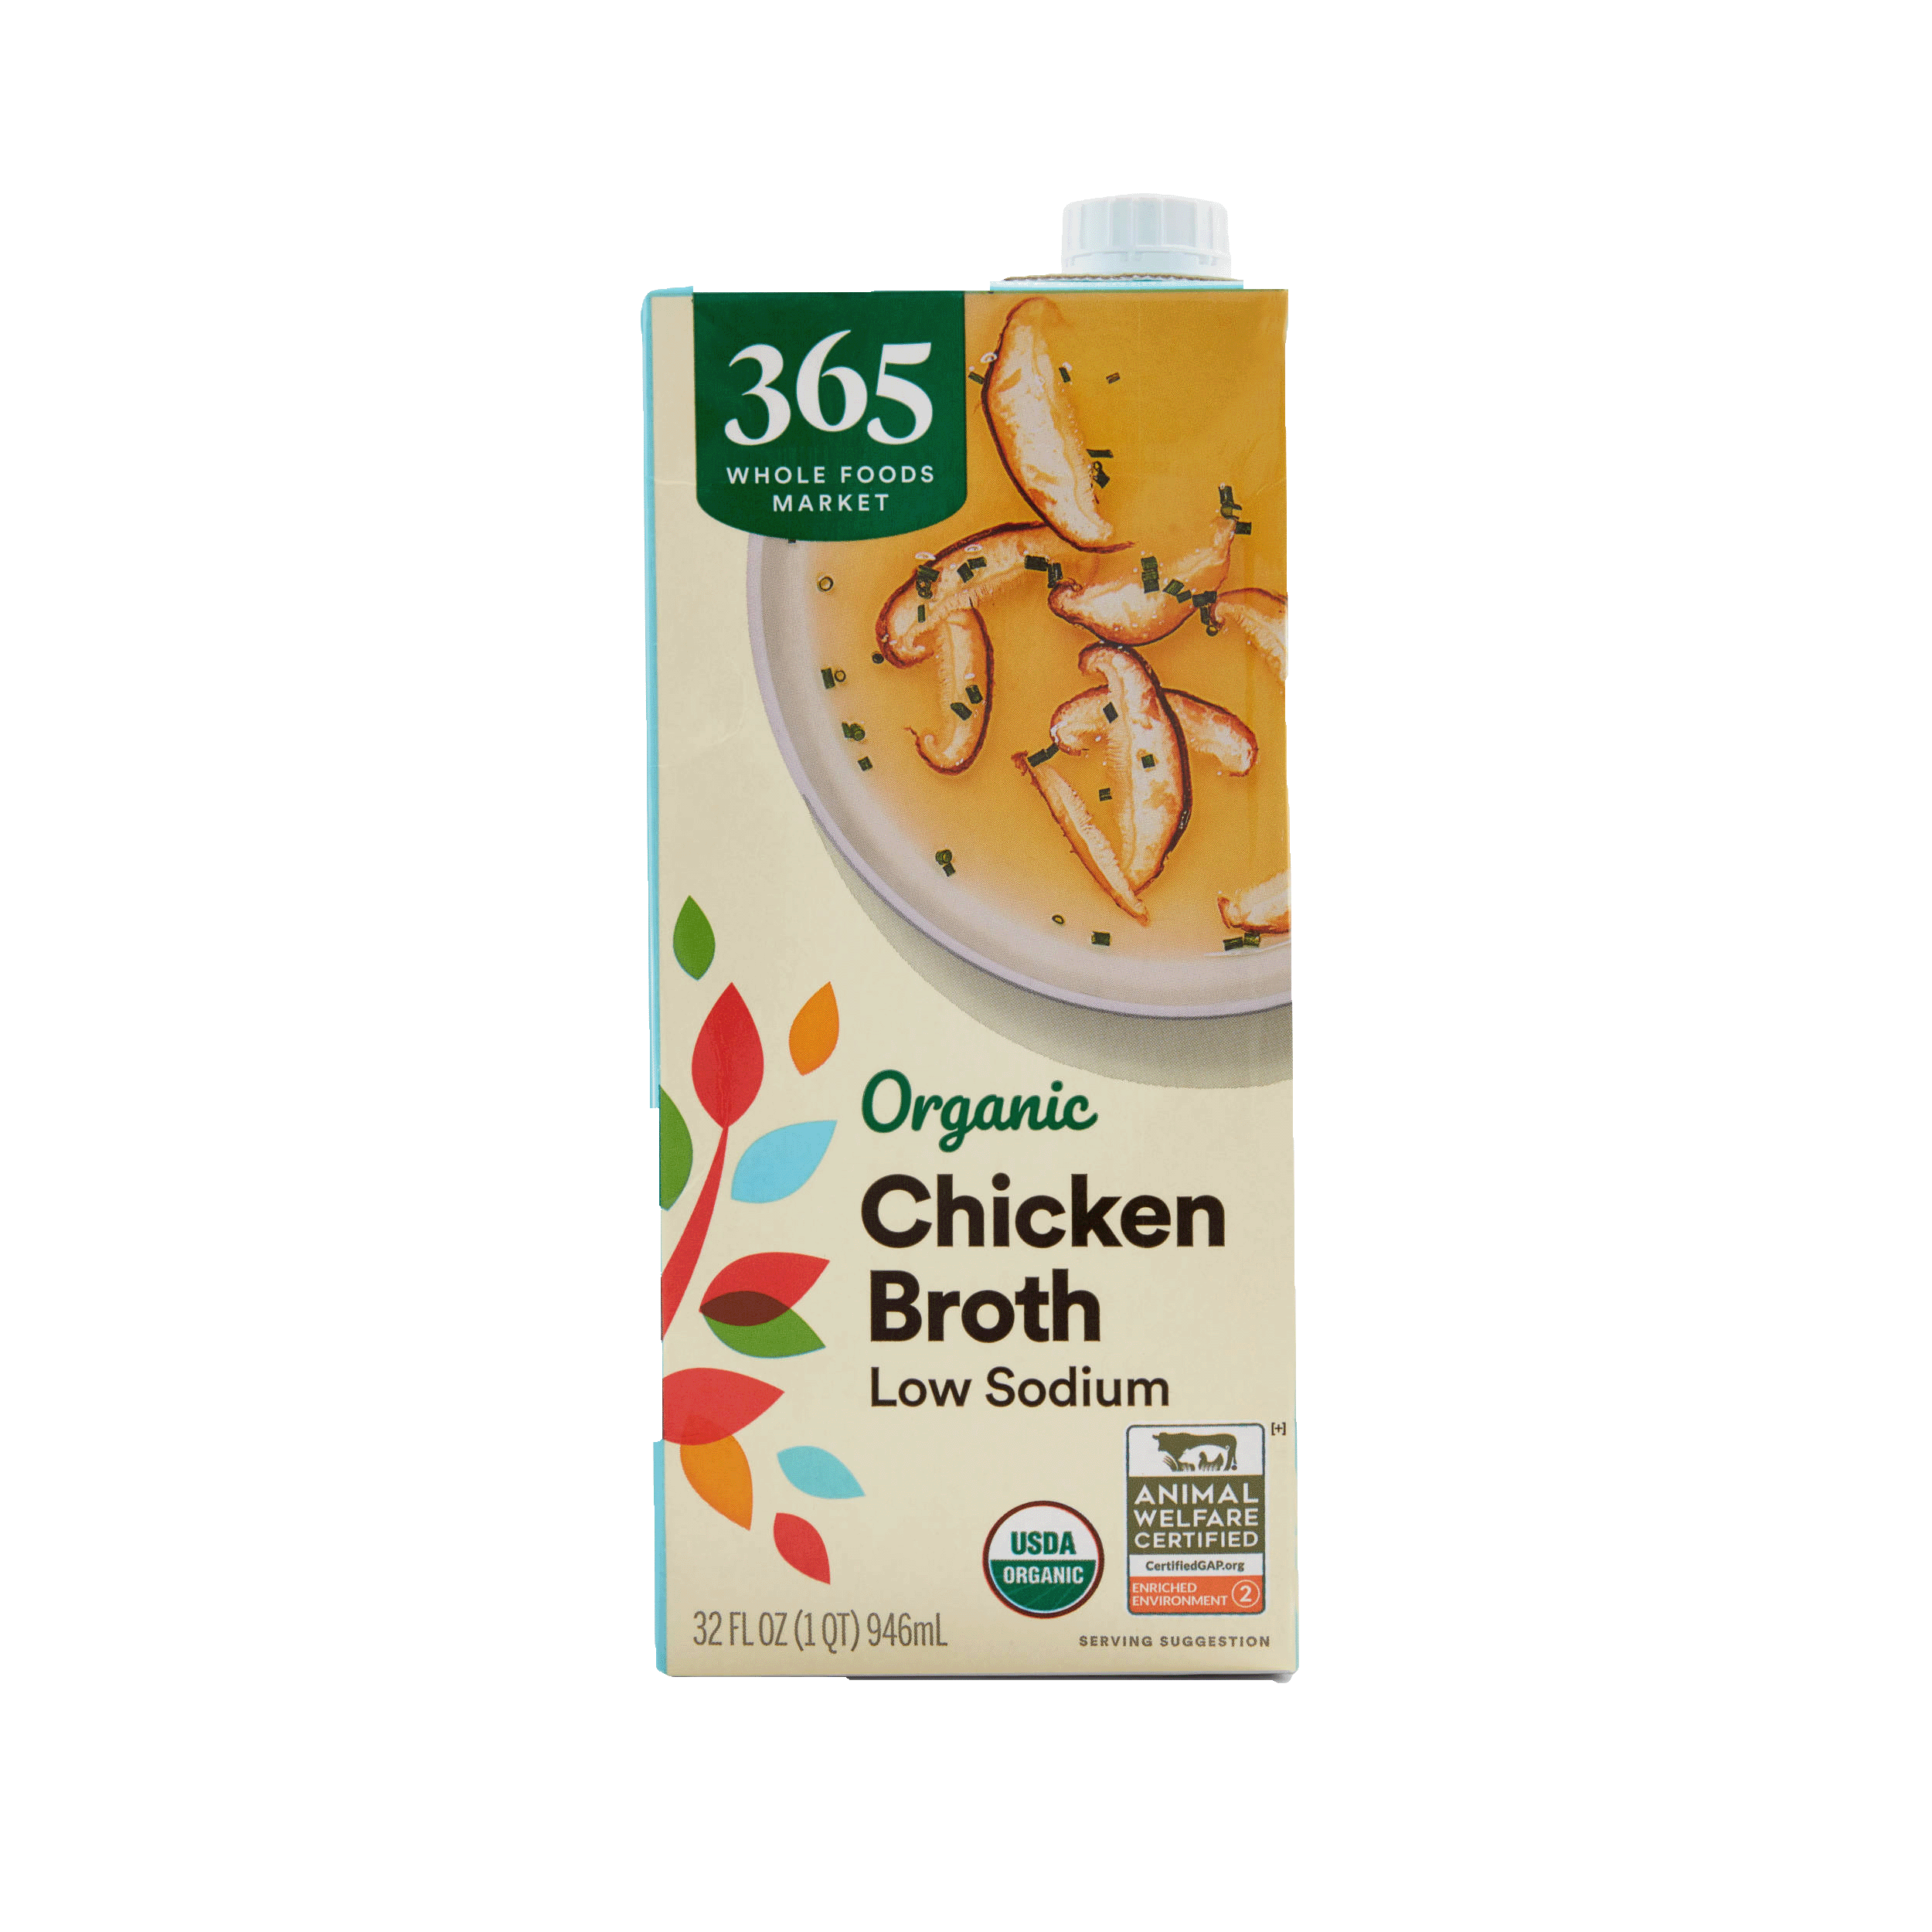 365
WHOLE FOODS
MARKET
Organic
Chicken
Broth
Low Sodium
[+]
ANIMAL
WELFARE
CERTIFIED
CertifiedGAP.org
ENRICHED
ENVIRONMENT 2
USDA
ORGANIC
32 FL OZ (1 QT) 946mL
SERVING SUGGESTION